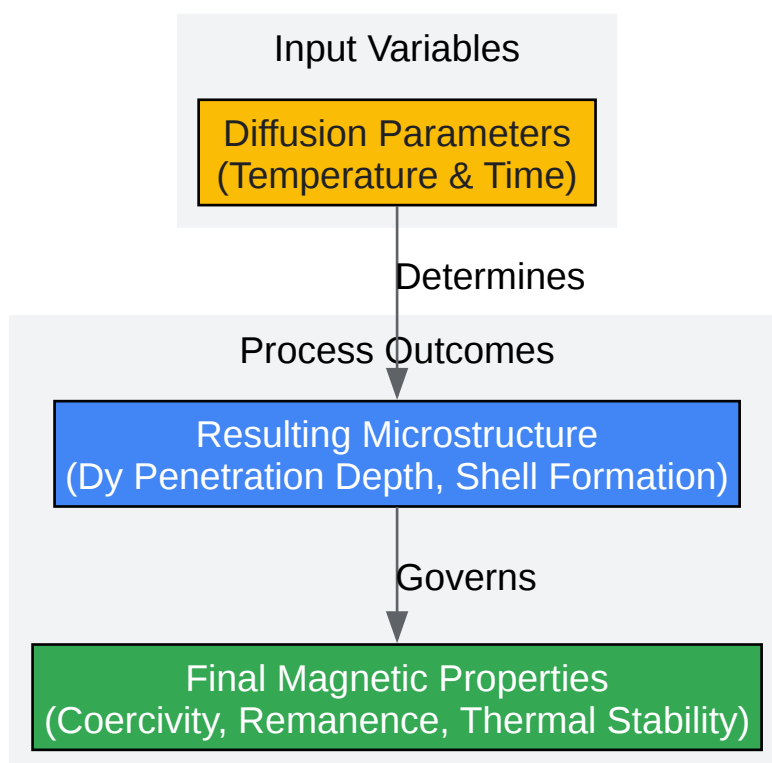 Input Variables
Diffusion Parameters
(Temperature & Time)
Determines
Process Outcomes
Resulting Microstructure
(Dy Penetration Depth, Shell Formation)
Governs
Final Magnetic Properties
(Coercivity, Remanence, Thermal Stability)